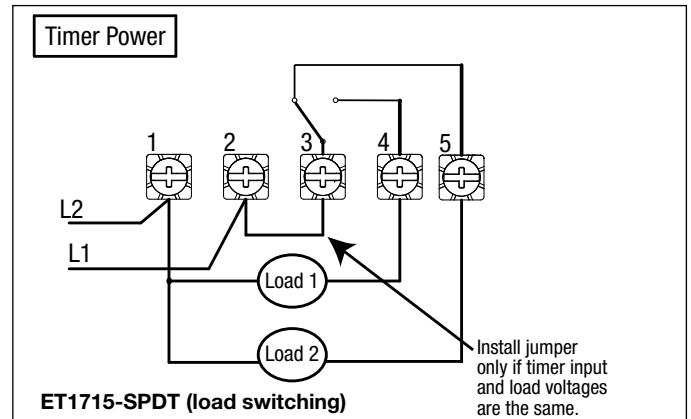 Timer Power
1 2 3 4 5
L2
L1
Load 1
Load 2
Install jumper
only if timer input
and load voltages
are the same.
ET1715-SPDT (load switching)